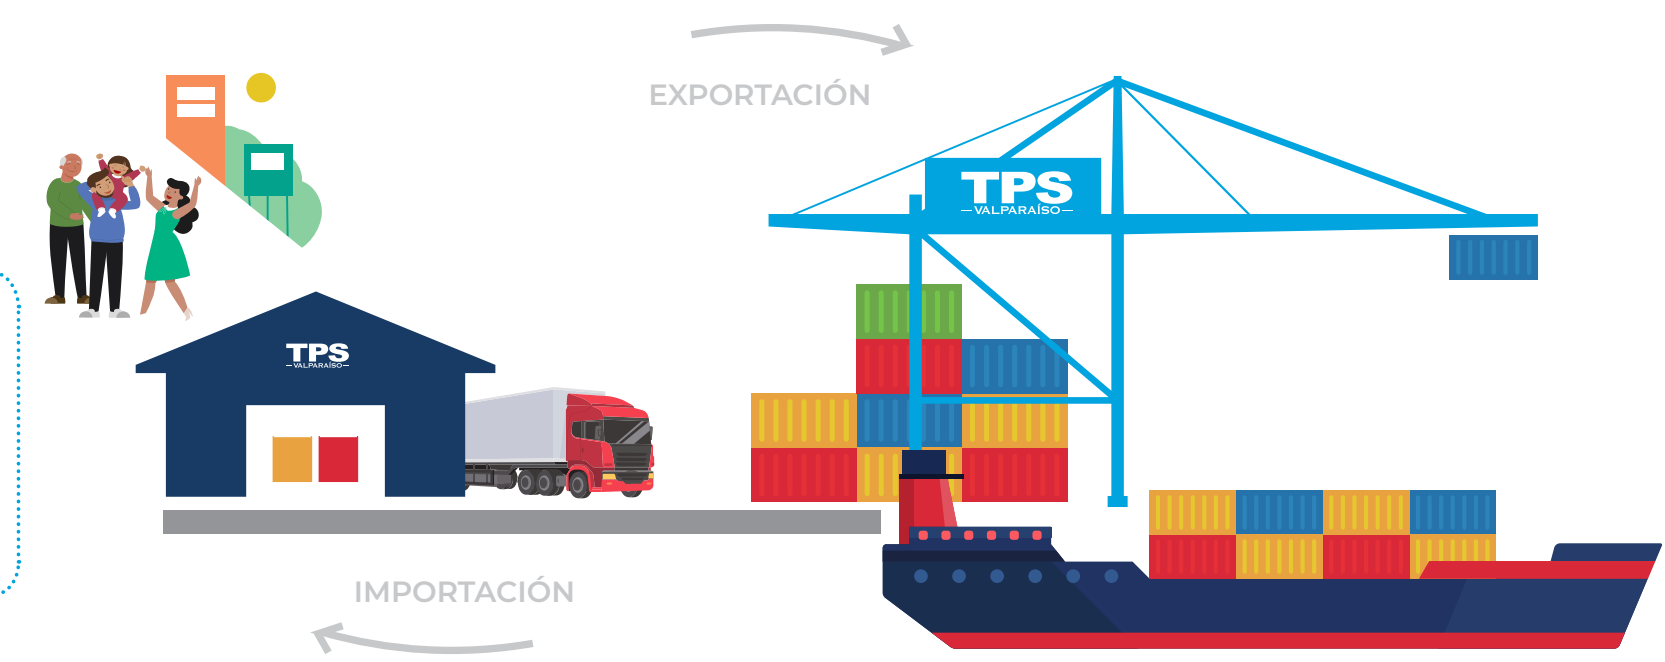 EXPORTACIÓN
TPS
VALPARAÍSO
TPS
VALPARAÍSO
IMPORTACIÓN